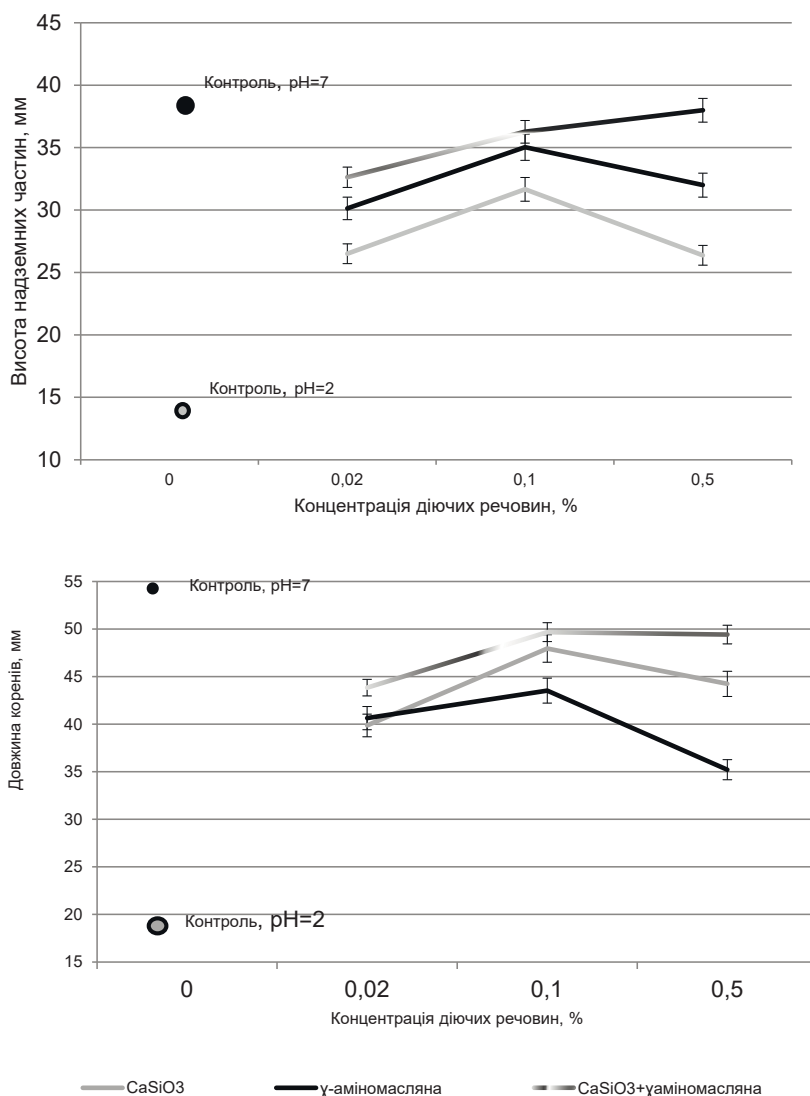 45
40
35
30
25
20
15
10
Висота надземних частин, мм
Контроль, pH=7
Контроль, pH=2
0 0,02 0,1 0,5
Концентрація діючих речовин, %
55
50
45
40
35
30
25
20
15
Довжина коренів, мм
Контроль, pH=7
Контроль, pH=2
0 0,02 0,1 0,5
Концентрація діючих речовин, %
CaSiO3 γ-аміномасляна CaSiO3+γаміномасляна